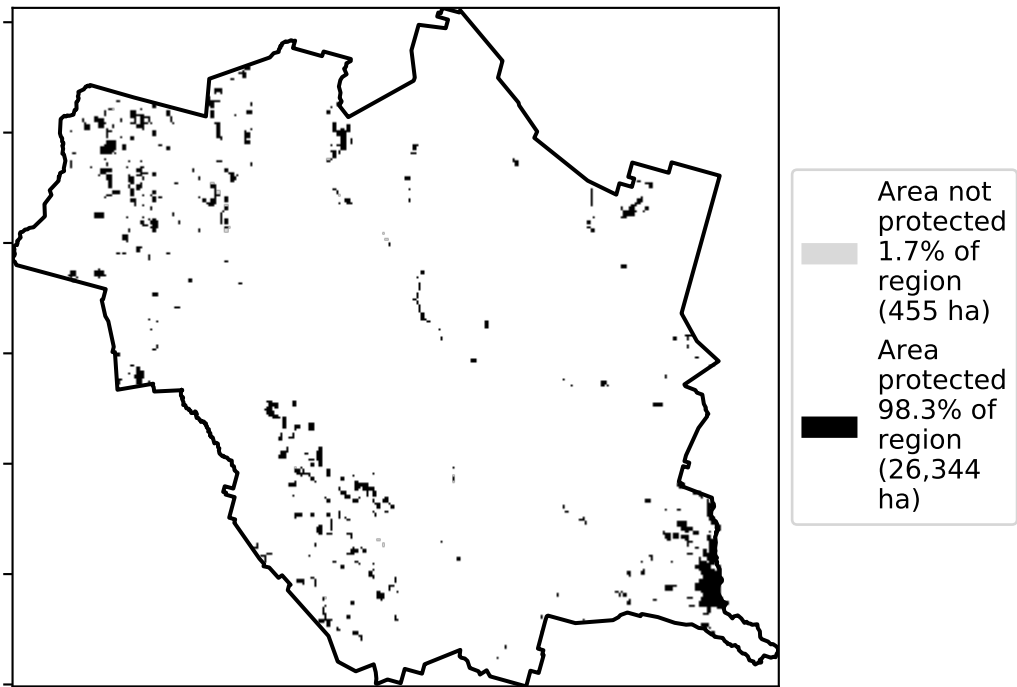 Area not
protected
1.7% of
region
(455 ha)
Area
protected
98.3% of
region
(26,344
ha)